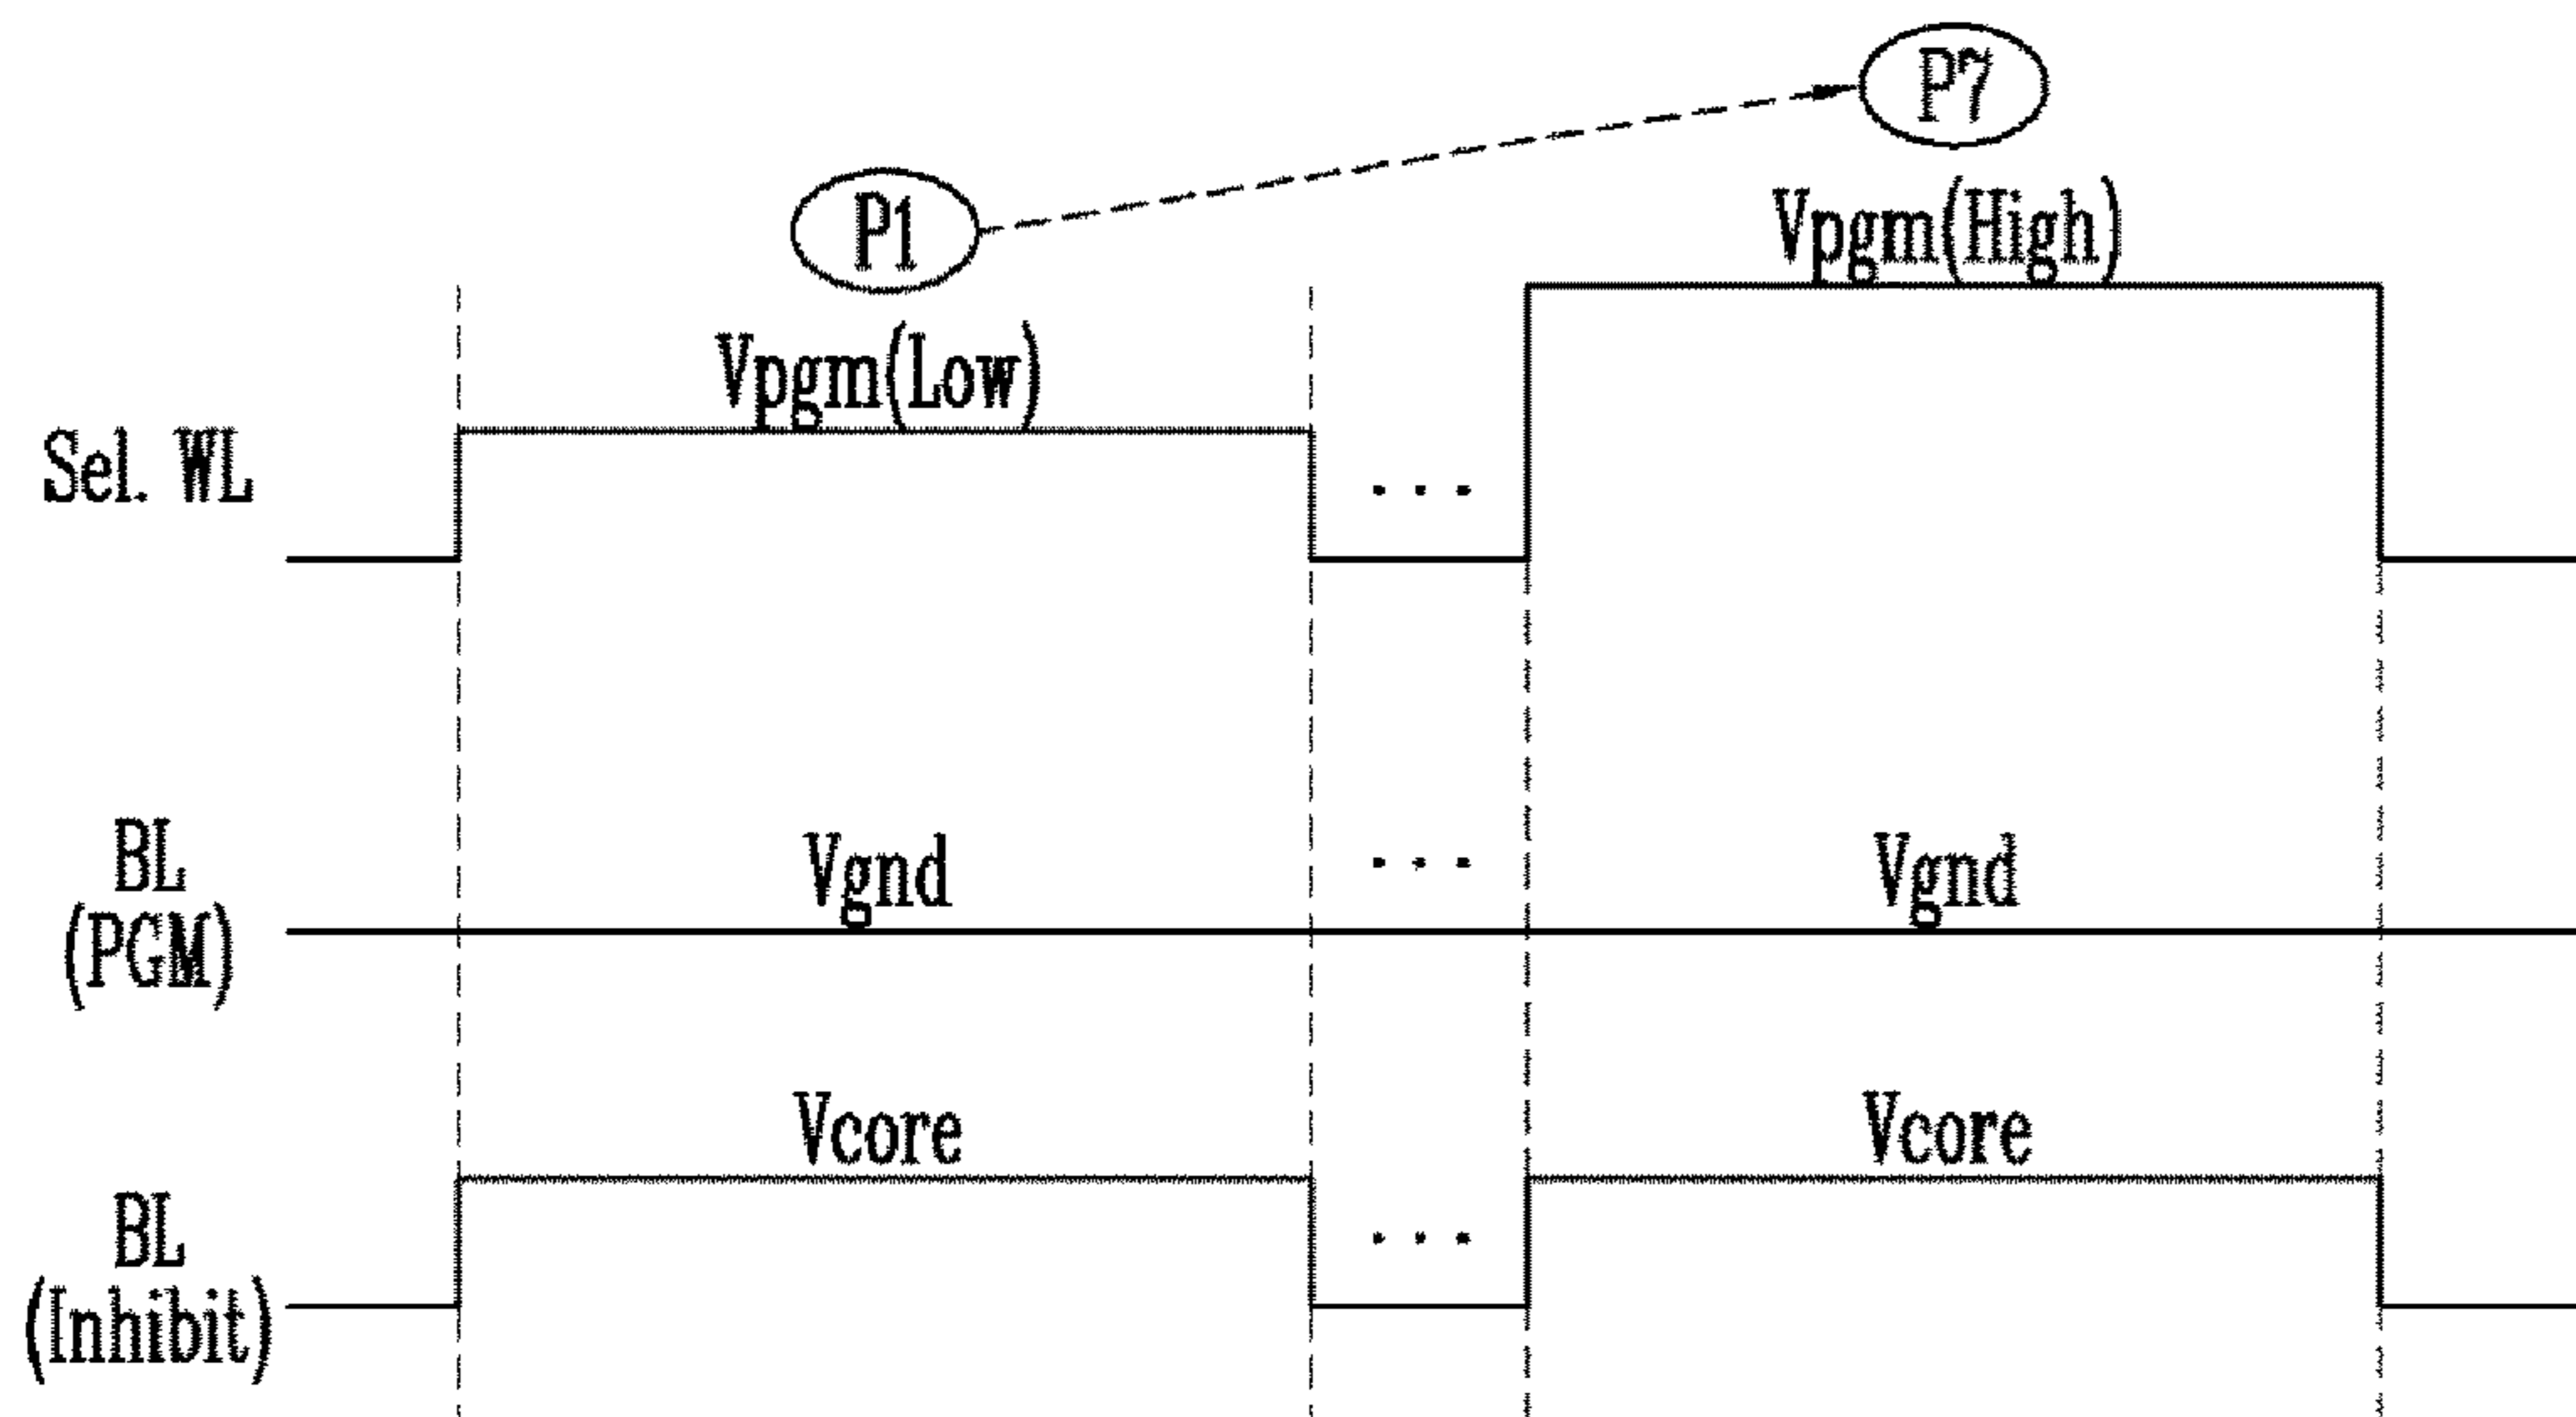 P7
P1
Vpgm(High)
Vpgm(Low)
Sel. WL
...
BL
(PGM)
Vgnd
...
Vgnd
Vcore
Vcore
BL
(Inhibit)
...